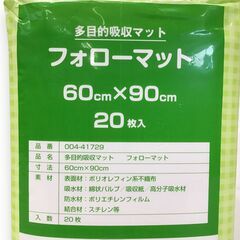 多目的吸収マット
フォローマット
60cm×90cm
20枚入
品番 004-41729
品名 多目的吸収マット フォローマット
寸法 60cm×90cm
素材 表面材：ポリオレフィン系不織布
吸水材：綿状パルプ、吸収紙、高分子吸水材
防水材：ポリエチレンフィルム
結合材：スチレン等
入数 20枚